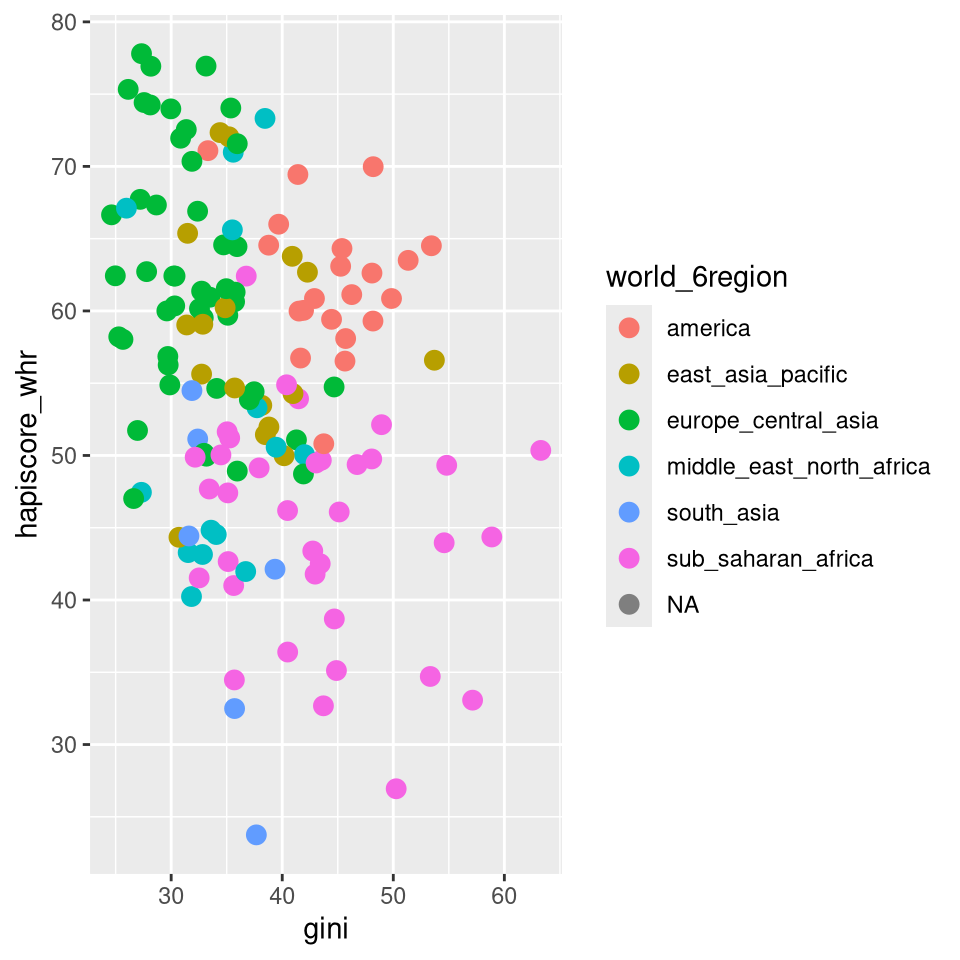 80
70
60
50
40
30
hapiscore_whr
30 40 50 60
gini
world_6region
america
east_asia_pacific
europe_central_asia
middle_east_north_africa
south_asia
sub_saharan_africa
NA